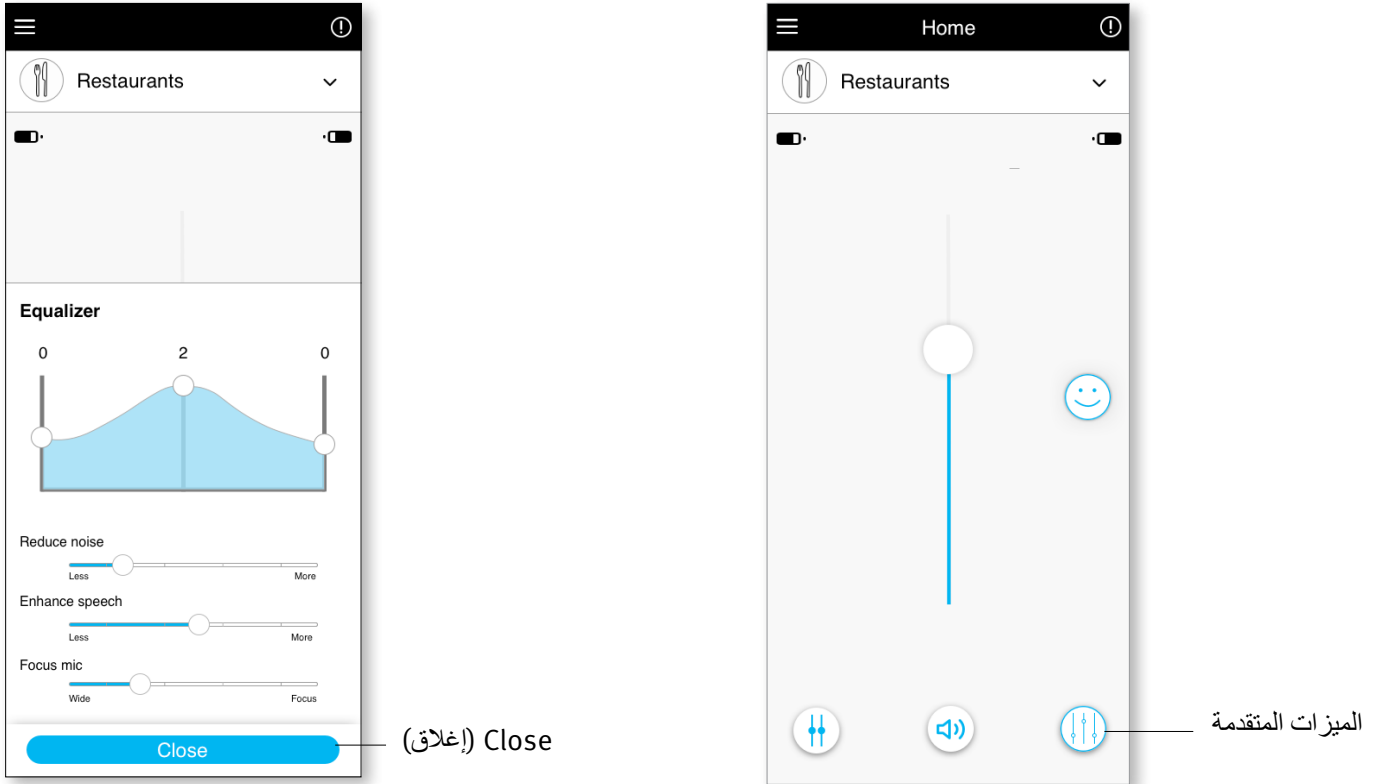 Restaurants
Equalizer
0 2 0
Reduce noise
Less More
Enhance speech
Less More
Focus mic
Wide Focus
Close
Close (إغلاق)
Home
Restaurants
الميزات المتقدمة